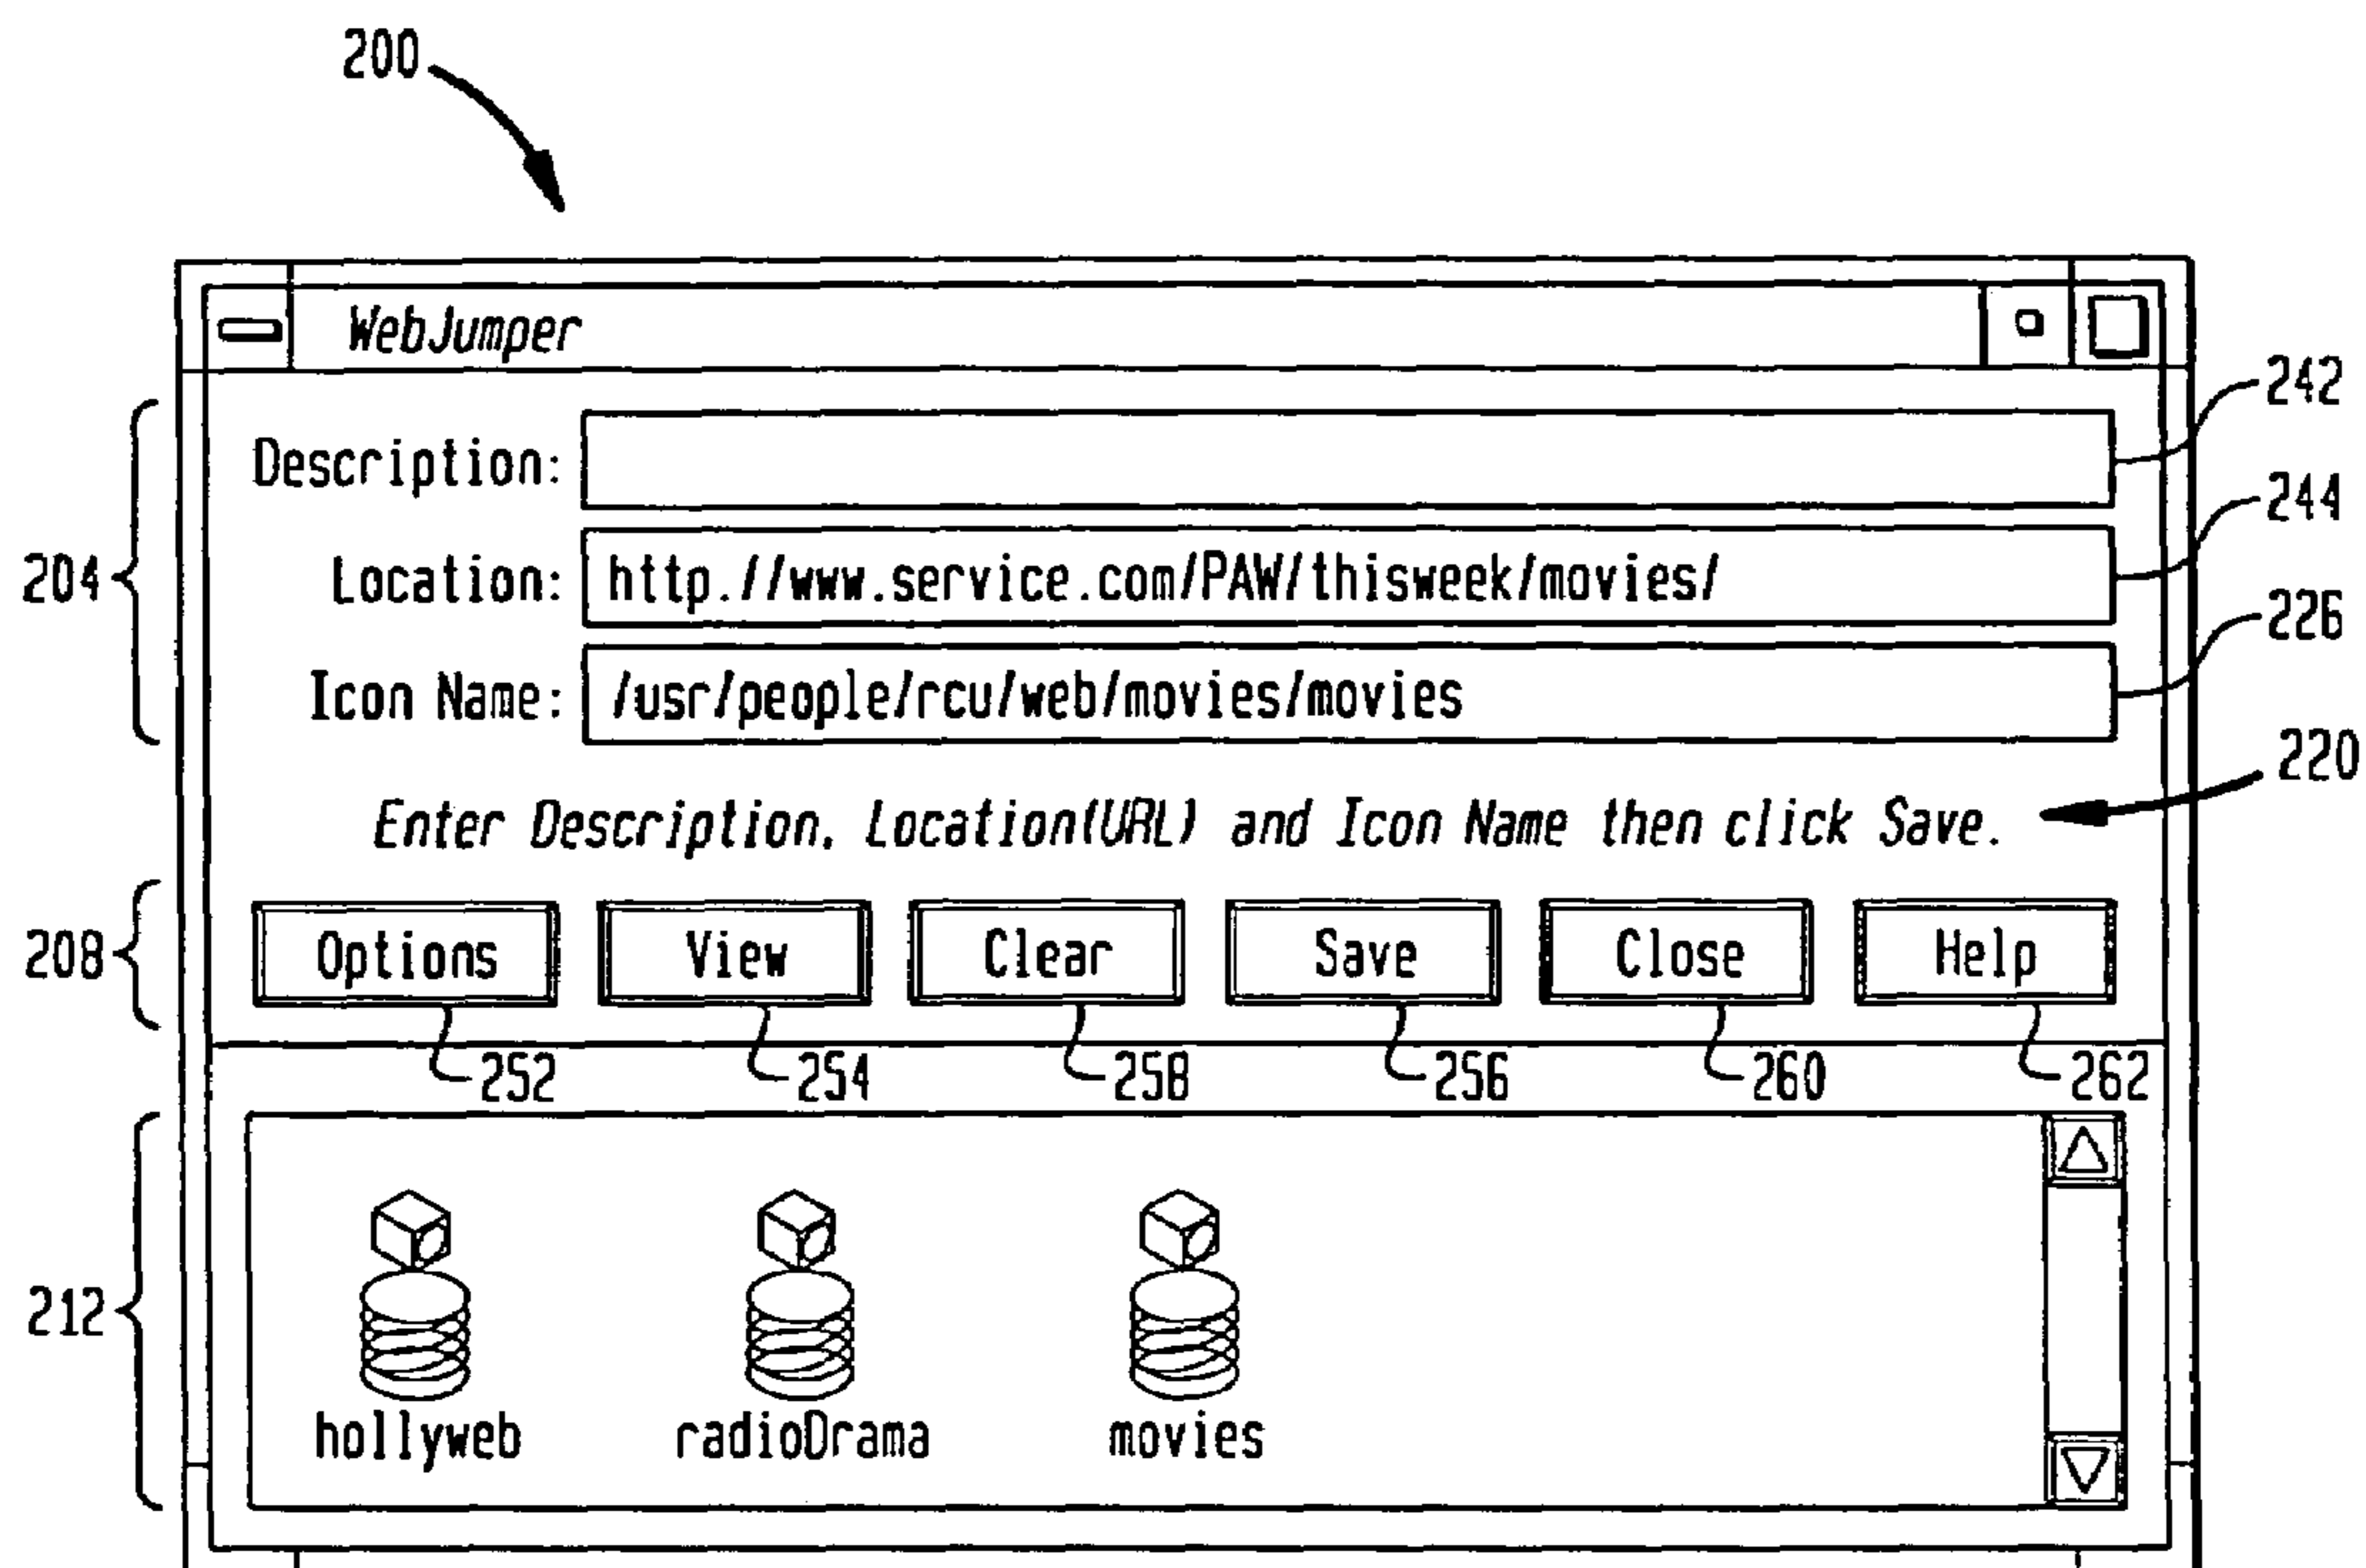 200
WebJumper
242
Description:
244
204
Location: http.//www.service.com/PAW/thisweek/movies/
226
Icon Name: /usr/people/rcu/web/movies/movies
220
Enter Description, Location(URL) and Icon Name then click Save.
208
Options View Clear Save Close Help
252 254 258 256 260 262
212
hollyweb radioDrama movies